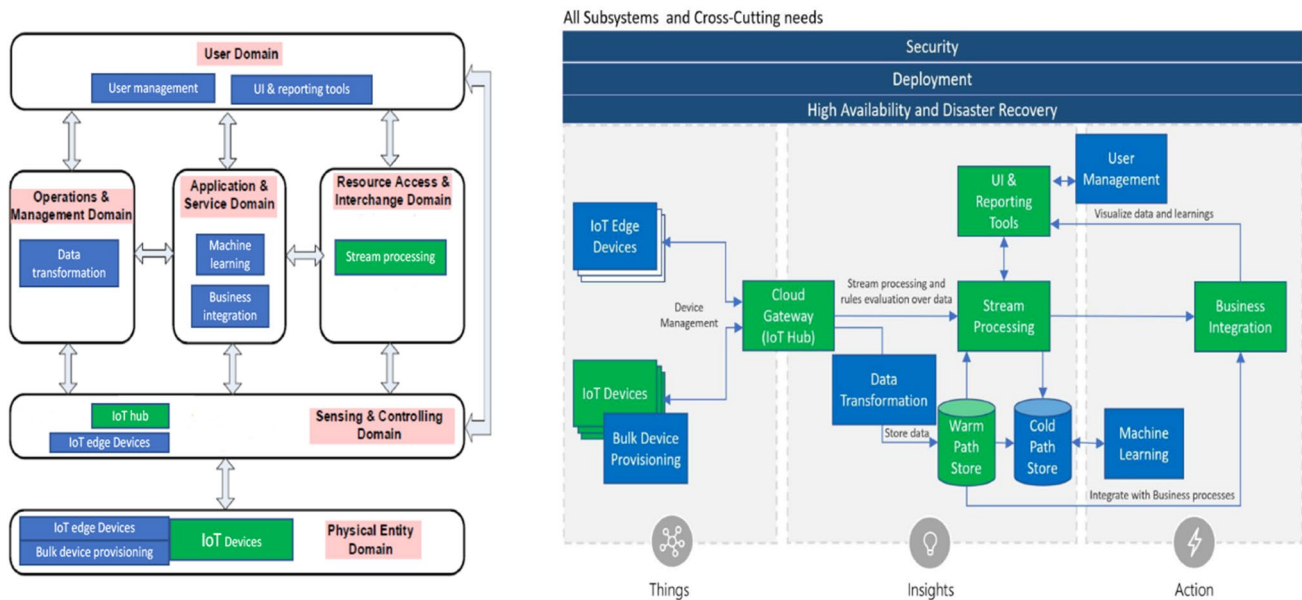 User Domain
User management
UI & reporting tools
Operations &
Management Domain
Data
transformation
Application &
Service Domain
Machine
learning
Business
integration
Resource Access &
Interchange Domain
Stream processing
IoT hub
IoT edge Devices
Sensing & Controlling
Domain
IoT edge Devices
Bulk device provisioning
IoT Devices
Physical Entity
Domain
All Subsystems and Cross-Cutting needs
Security
Deployment
High Availability and Disaster Recovery
IoT Edge
Devices
IoT Devices
Bulk Device
Provisioning
Device
Management
Cloud
Gateway
(IoT Hub)
Stream processing and
rules evaluation over data
Data
Transformation
Store data
UI &
Reporting
Tools
Stream
Processing
Warm
Path
Store
Cold
Path
Store
User
Management
Visualize data and learnings
Business
Integration
Machine
Learning
Integrate with Business processes
Things
Insights
Action